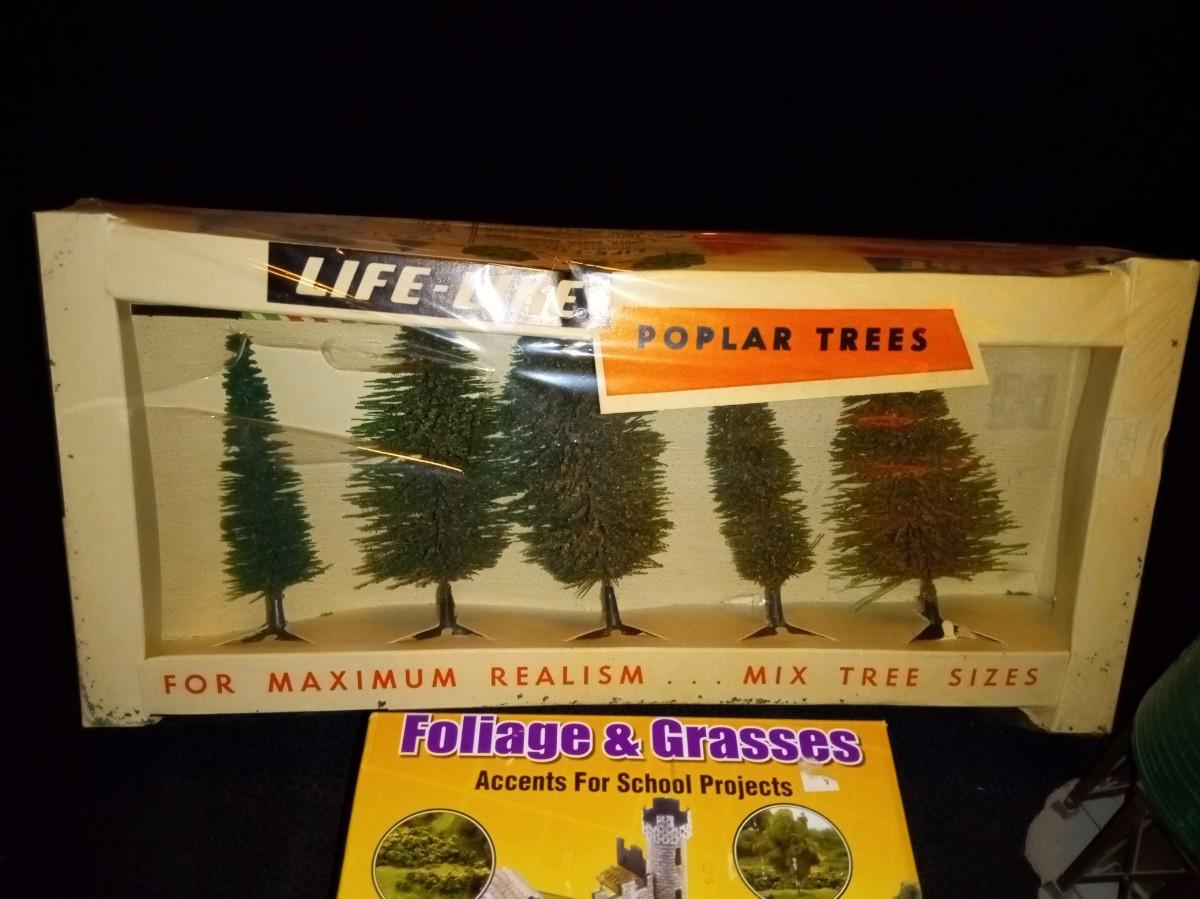 LIFE-LIKE
POPLAR TREES
FOR MAXIMUM REALISM . . . MIX TREE SIZES
Foliage & Grasses
Accents For School Projects